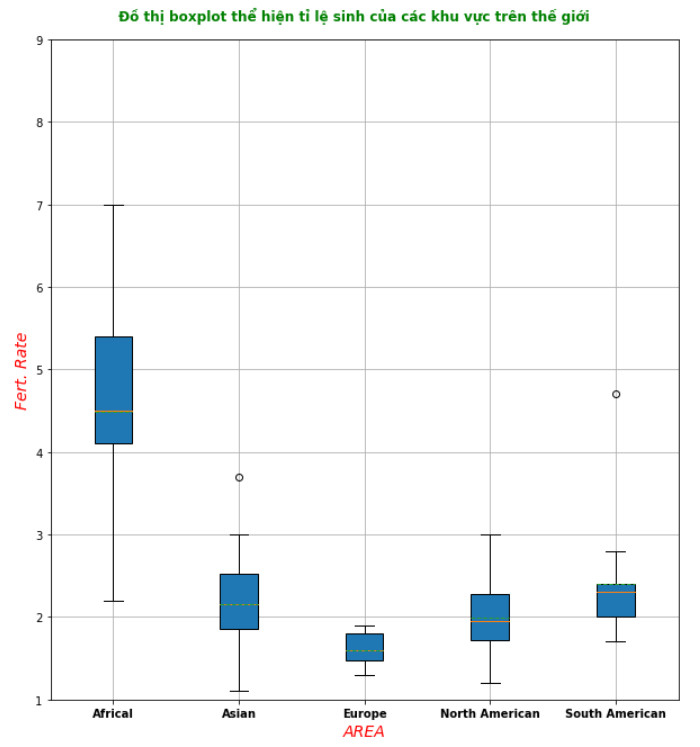 Đồ thị boxplot thể hiện tỉ lệ sinh của các khu vực trên thế giới
9
8
7
6
5
4
3
2
1
Fert. Rate
Africal
Asian
Europe
North American
South American
AREA